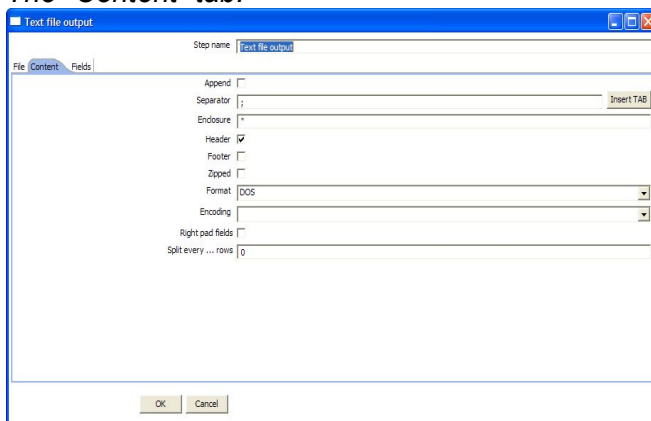 The "Content" tab:
Text file output
Step name Text file output
File Content Fields
Append
Separator ; Insert TAB
Enclosure "
Header
Footer
Zipped
Format DOS
Encoding
Right pad fields
Split every ... rows 0
OK Cancel